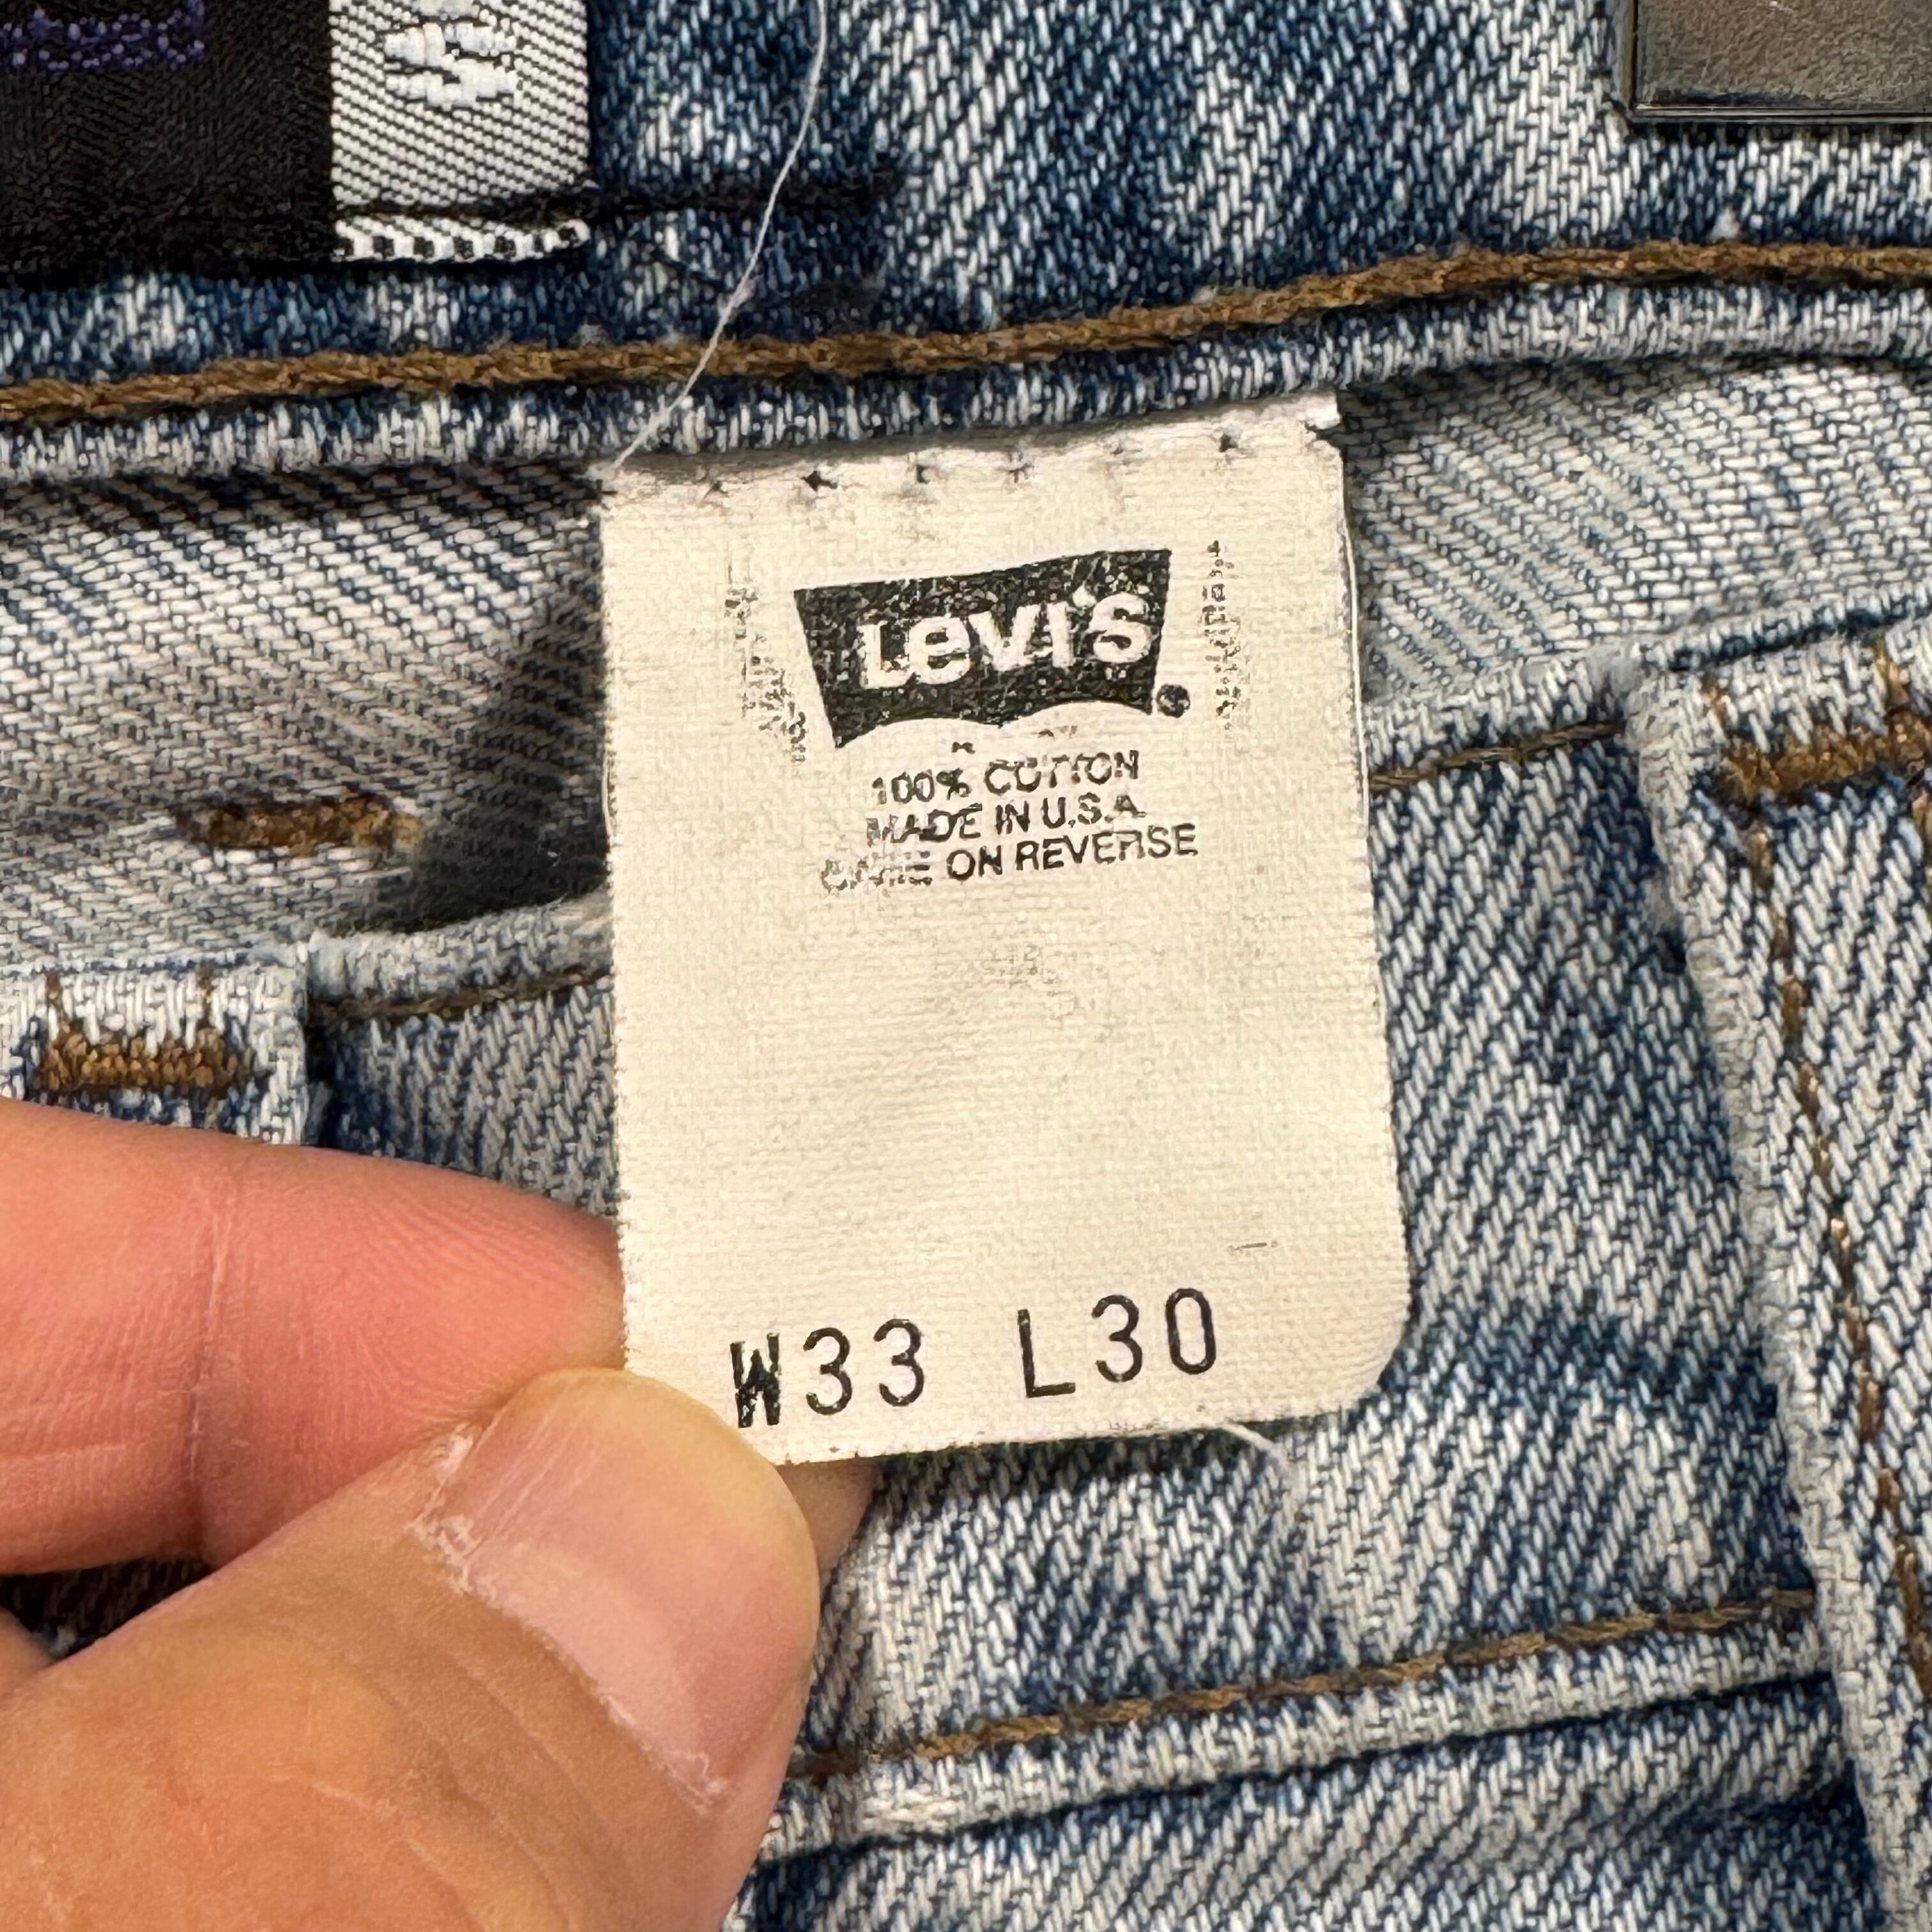 Levi's
100% COTTON
MADE IN U.S.A.
CARE ON REVERSE
W33 L30